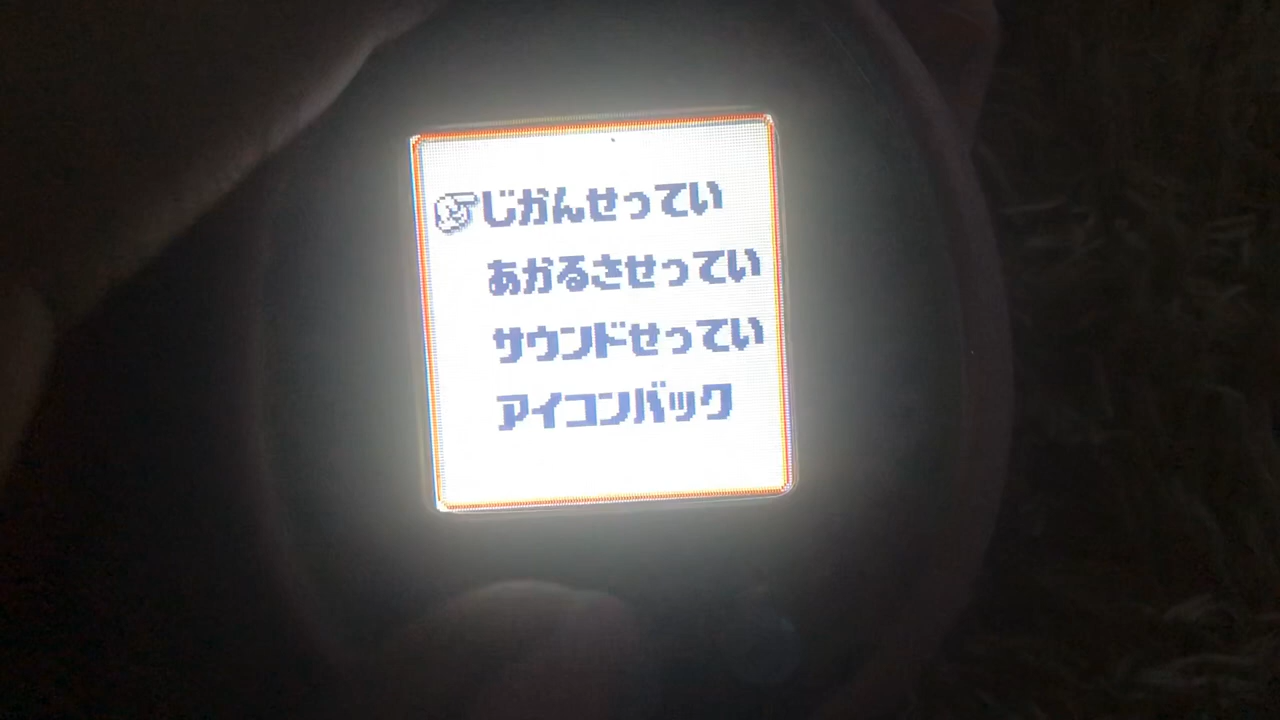 じかんせってい
あかるさせってい
サウンドせってい
アイコンバック